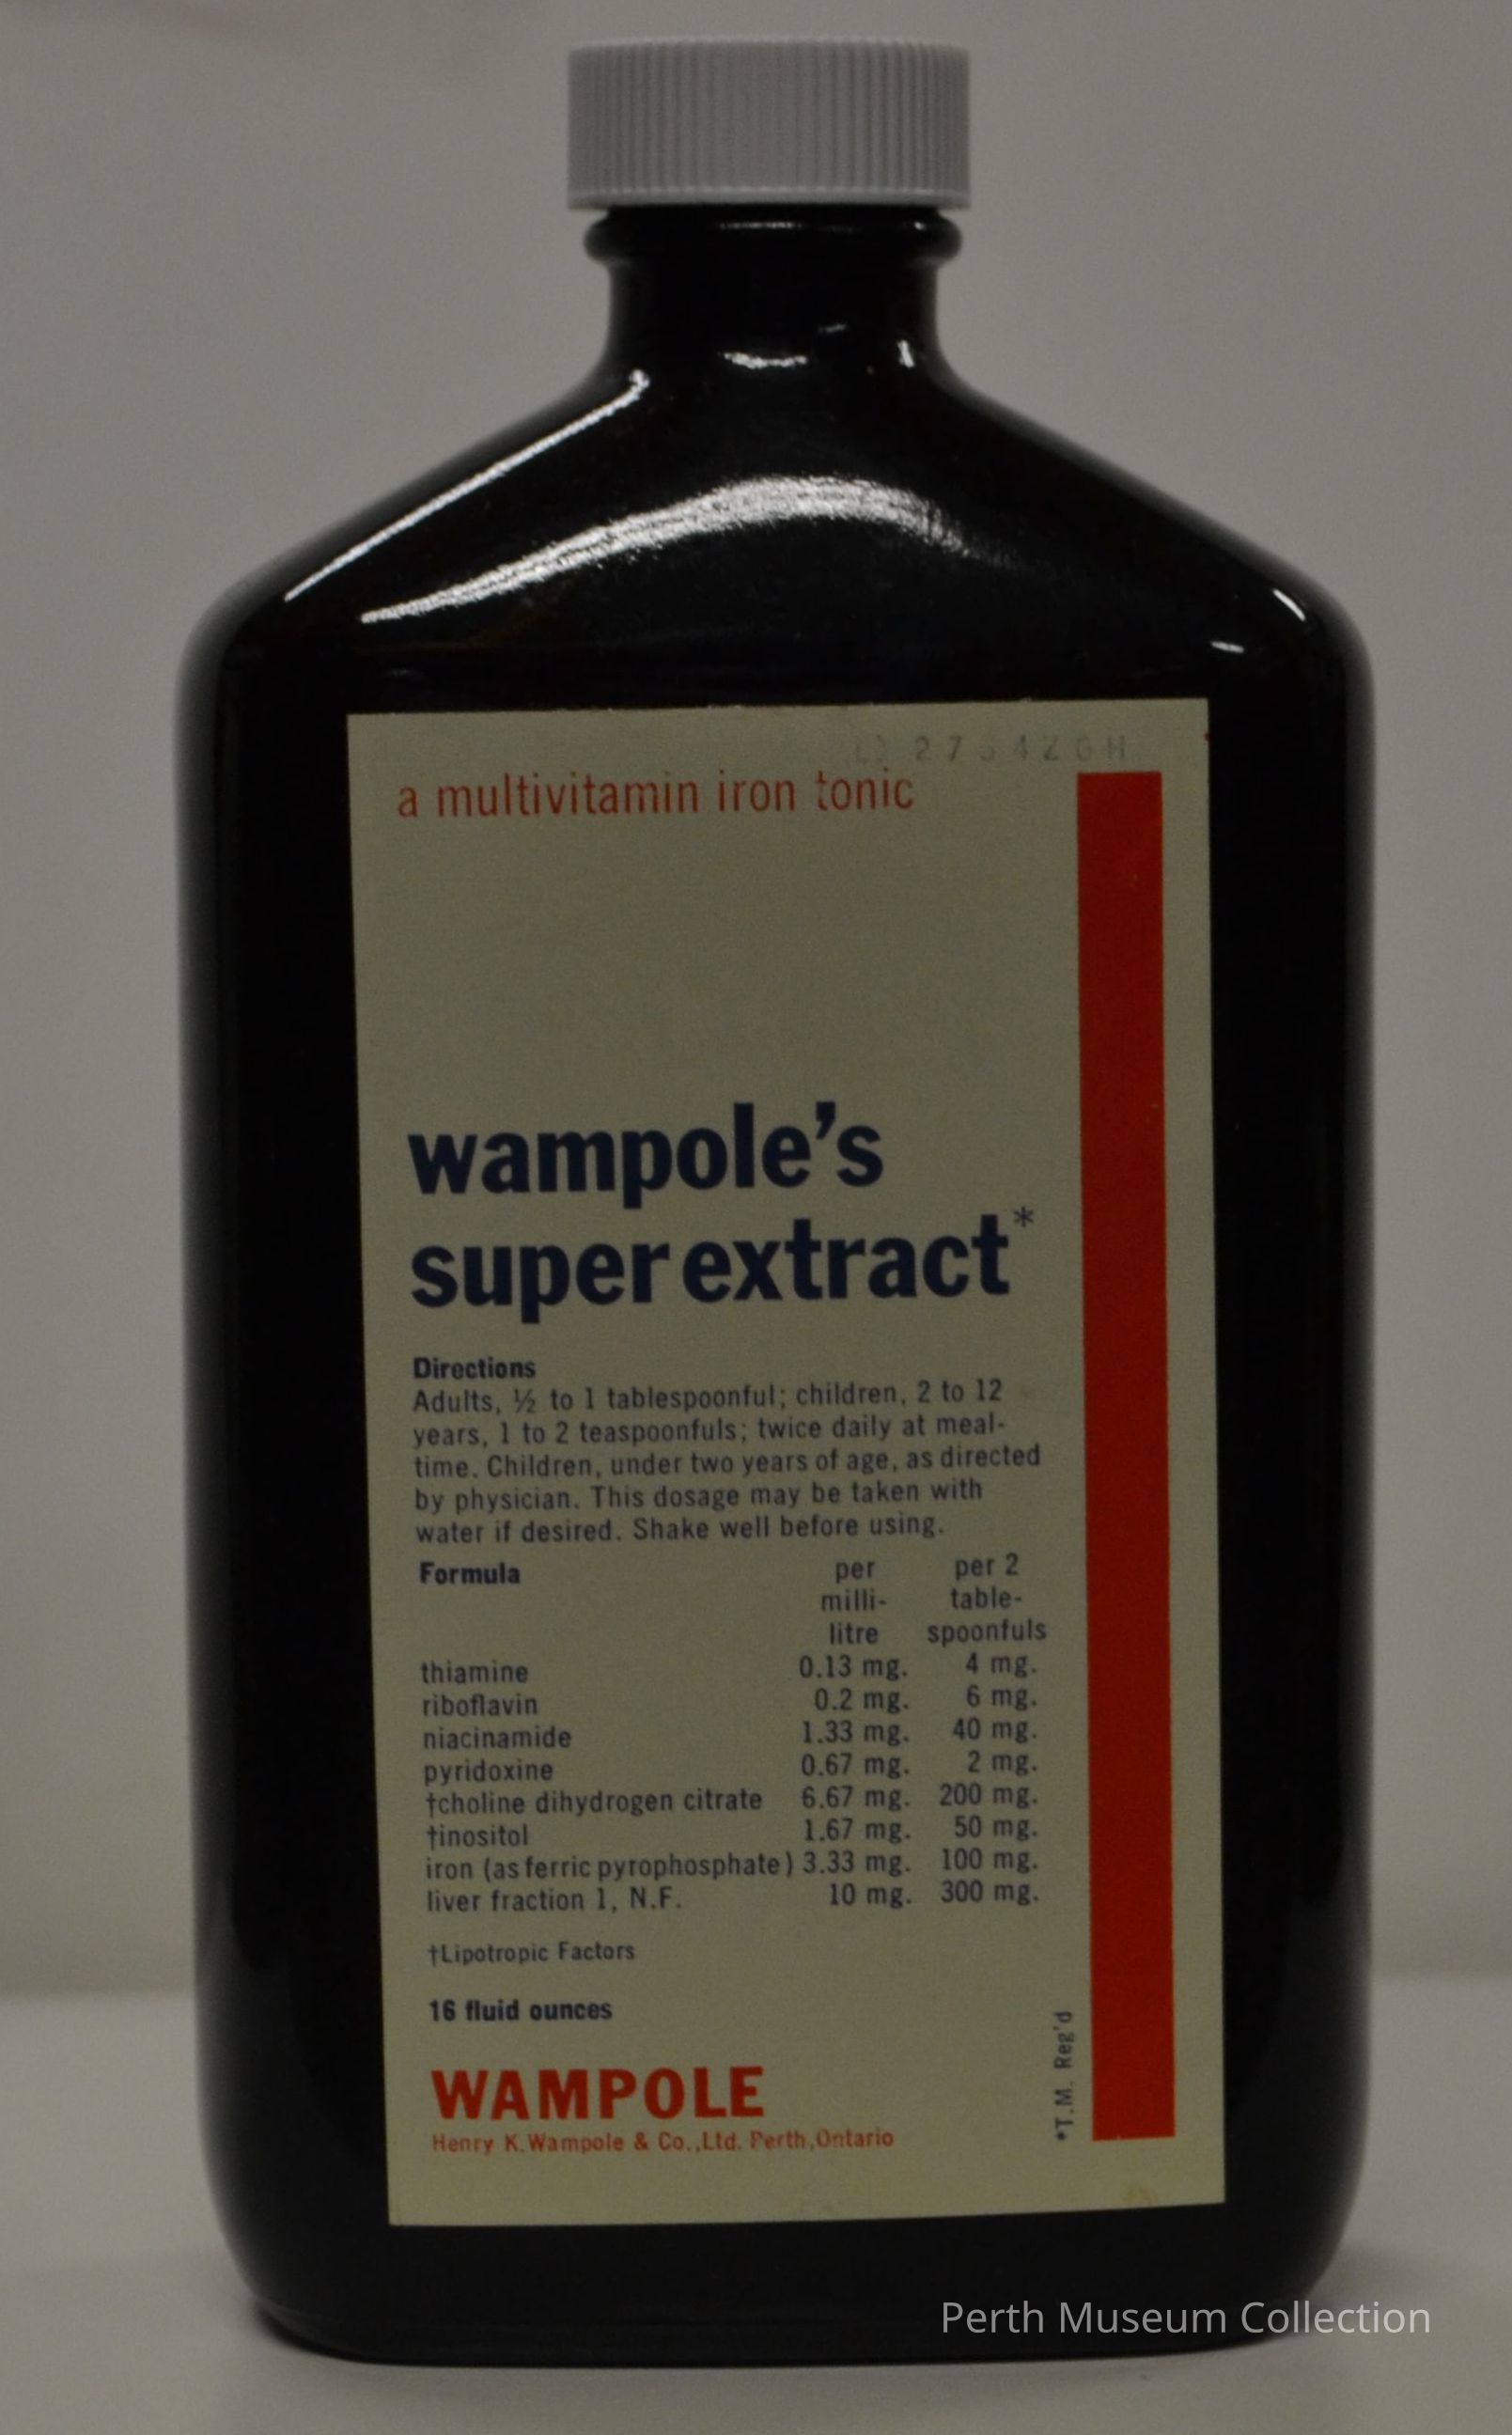 a multivitamin iron tonic
wampole's
super extract*
Directions
Adults, ½ to 1 tablespoonful; children, 2 to 12
years, 1 to 2 teaspoonfuls; twice daily at meal-
time. Children, under two years of age, as directed
by physician. This dosage may be taken with
water if desired. Shake well before using.
Formula per per 2
milli- table-
litre spoonfuls
thiamine 0.13 mg. 4 mg.
riboflavin 0.2 mg. 6 mg.
niacinamide 1.33 mg. 40 mg.
pyridoxine 0.67 mg. 2 mg.
†choline dihydrogen citrate 6.67 mg. 200 mg.
†inositol 1.67 mg. 50 mg.
iron (as ferric pyrophosphate) 3.33 mg. 100 mg.
liver fraction 1, N.F. 10 mg. 300 mg.
†Lipotropic Factors
16 fluid ounces
*T.M. Reg'd
WAMPOLE
Henry K. Wampole & Co., Ltd. Perth, Ontario
Perth Museum Collection